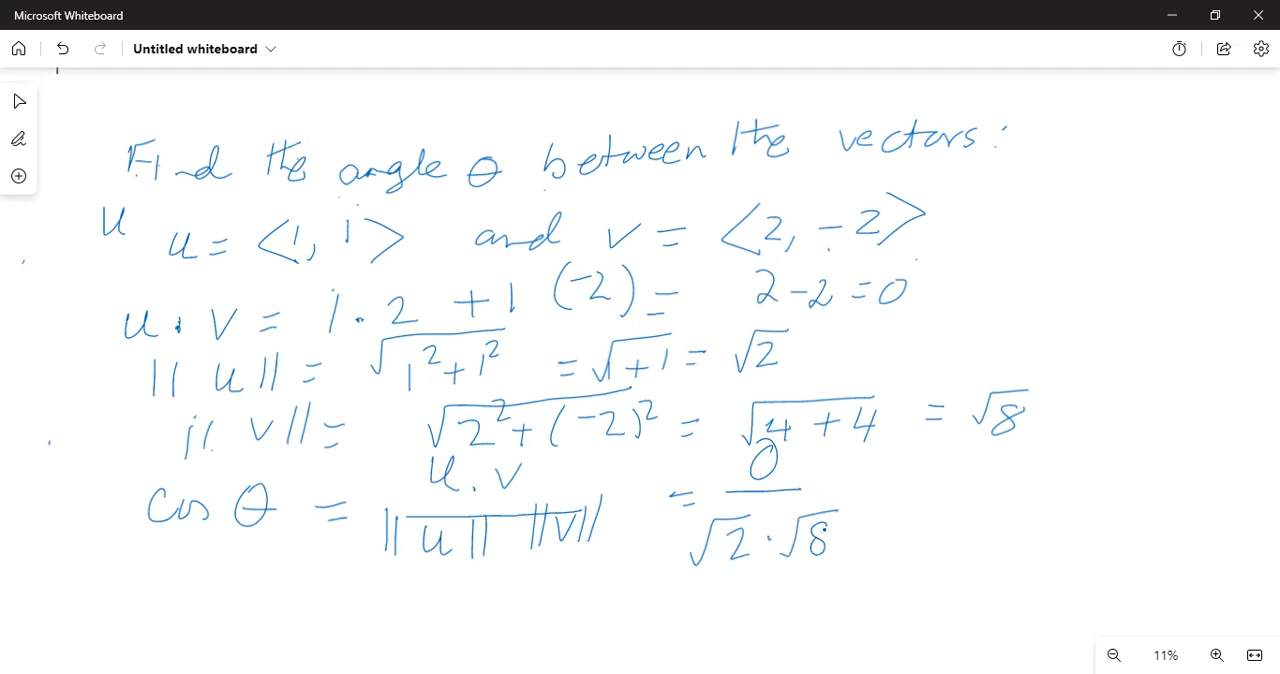 Microsoft Whiteboard
Untitled whiteboard
Find the angle θ between the vectors:
u u = <1, 1> and v = <2, -2>
u . v = 1 . 2 + 1 (-2) = 2 - 2 = 0
|| u || = √(1² + 1²) = √(1 + 1) = √2
|| v || = √(2² + (-2)²) = √(4 + 4) = √8
cos θ = u . v / || u || || v || = 0 / √2 . √8
11%